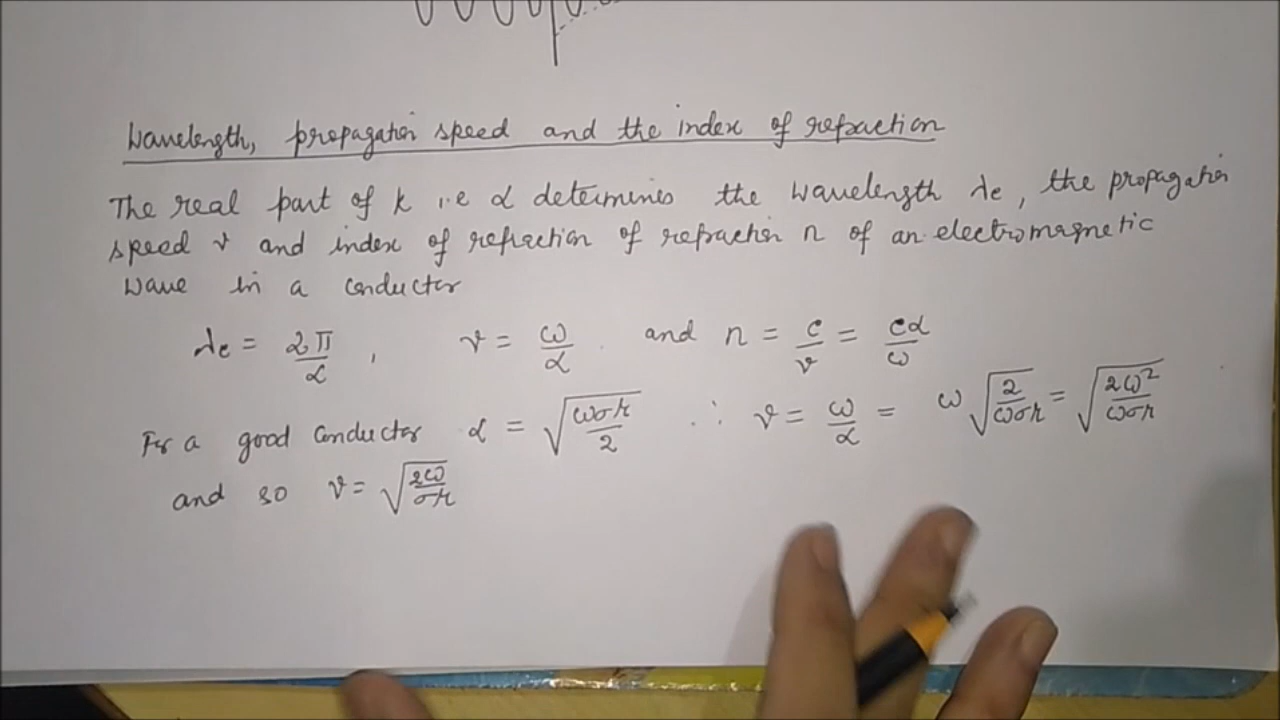 Wavelength, propagation speed and the index of refraction
The real part of k i.e α determines the wavelength λc, the propagation
speed v and index of refraction of refraction n of an electromagnetic
wave in a conductor
λc = 2π/α , v = ω/α and n = c/v = cα/ω
For a good conductor α = √(ωσμ/2) ∴ v = ω/α = ω√(2/ωσμ) = √(2ω²/ωσμ)
and so v = √(2ω/σμ)